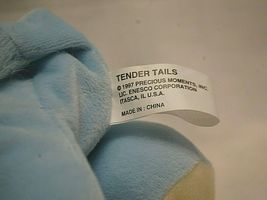 TENDER TAILS
© 1997 PRECIOUS MOMENTS, INC.
LIC. ENESCO CORPORATION
ITASCA, IL U.S.A.
MADE IN CHINA